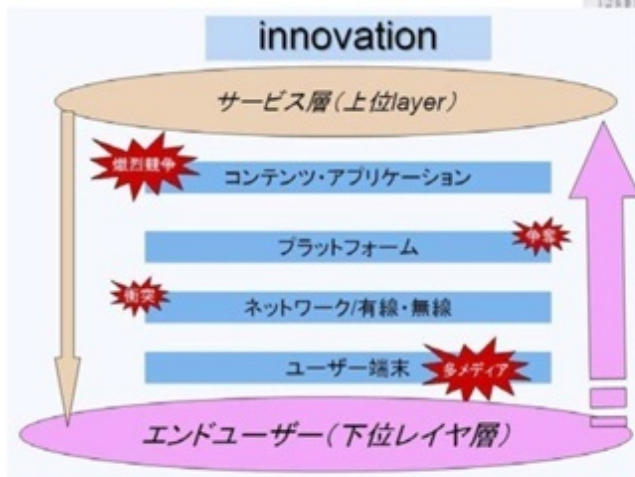 innovation
サービス層(上位layer)
熾烈競争
コンテンツ・アプリケーション
プラットフォーム
争奪
衝突
ネットワーク/有線・無線
ユーザー端末
多メディア
エンドユーザー(下位レイヤ層)